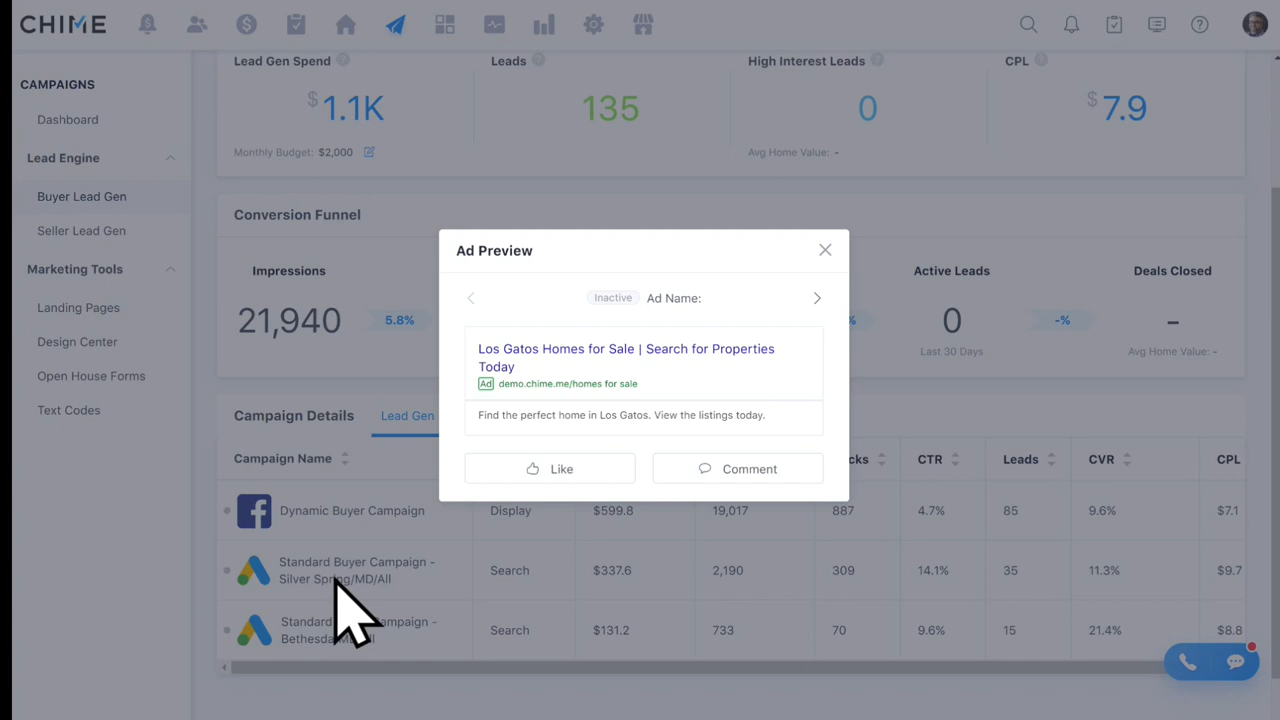 CHIME
CAMPAIGNS
Dashboard
Lead Engine
Buyer Lead Gen
Seller Lead Gen
Marketing Tools
Landing Pages
Design Center
Open House Forms
Text Codes
Lead Gen Spend ?
$1.1K
Monthly Budget: $2,000
Leads ?
135
High Interest Leads ?
0
Avg Home Value: -
CPL ?
$7.9
Conversion Funnel
Impressions
21,940
5.8%
%
Active Leads
0
Last 30 Days
-%
Deals Closed
-
Avg Home Value: -
Ad Preview
Inactive Ad Name:
Los Gatos Homes for Sale | Search for Properties
Today
Ad demo.chime.me/homes for sale
Find the perfect home in Los Gatos. View the listings today.
Like Comment
Campaign Details Lead Gen
Campaign Name cks CTR Leads CVR CPL
Dynamic Buyer Campaign Display $599.8 19,017 887 4.7% 85 9.6% $7.1
Standard Buyer Campaign -
Silver Spring/MD/All Search $337.6 2,190 309 14.1% 35 11.3% $9.7
Standard ampaign -
Bethesda Search $131.2 733 70 9.6% 15 21.4% $8.8